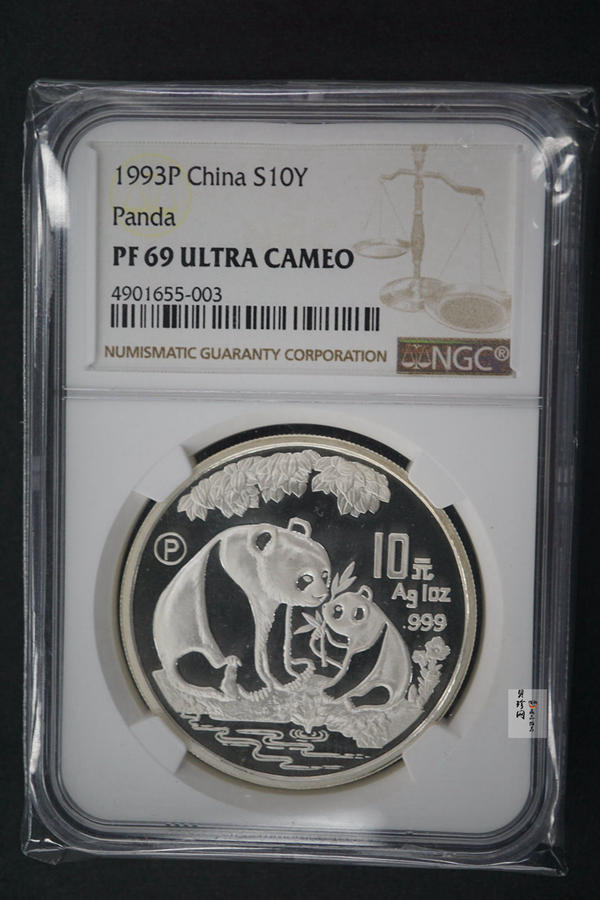 1993P China S10Y
Panda
PF 69 ULTRA CAMEO
4901655-003
NUMISMATIC GUARANTY CORPORATION
NGC®
P
10元
Ag 1oz
.999